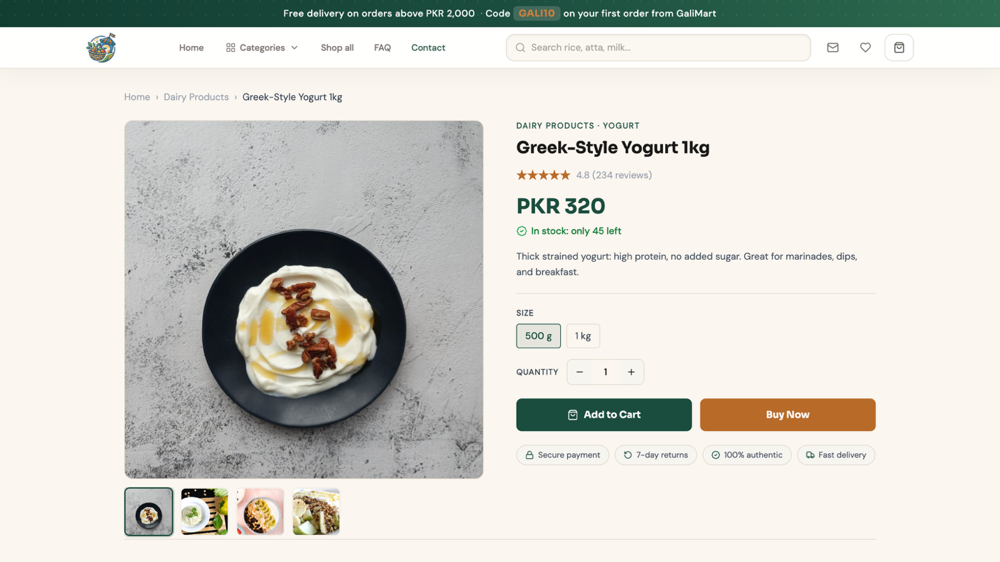 Free delivery on orders above PKR 2,000 · Code GALI10 on your first order from GaliMart
Home Categories Shop all FAQ Contact Search rice, atta, milk...
Home › Dairy Products › Greek-Style Yogurt 1kg
DAIRY PRODUCTS · YOGURT
Greek-Style Yogurt 1kg
4.8 (234 reviews)
PKR 320
In stock: only 45 left
Thick strained yogurt: high protein, no added sugar. Great for marinades, dips,
and breakfast.
SIZE
500 g 1 kg
QUANTITY − 1 +
Add to Cart Buy Now
Secure payment 7-day returns 100% authentic Fast delivery